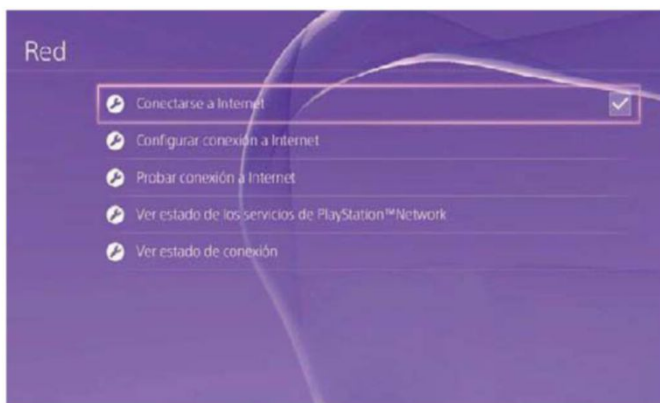 Red
Conectarse a Internet
Configurar conexión a Internet
Probar conexión a Internet
Ver estado de los servicios de PlayStation™Network
Ver estado de conexión